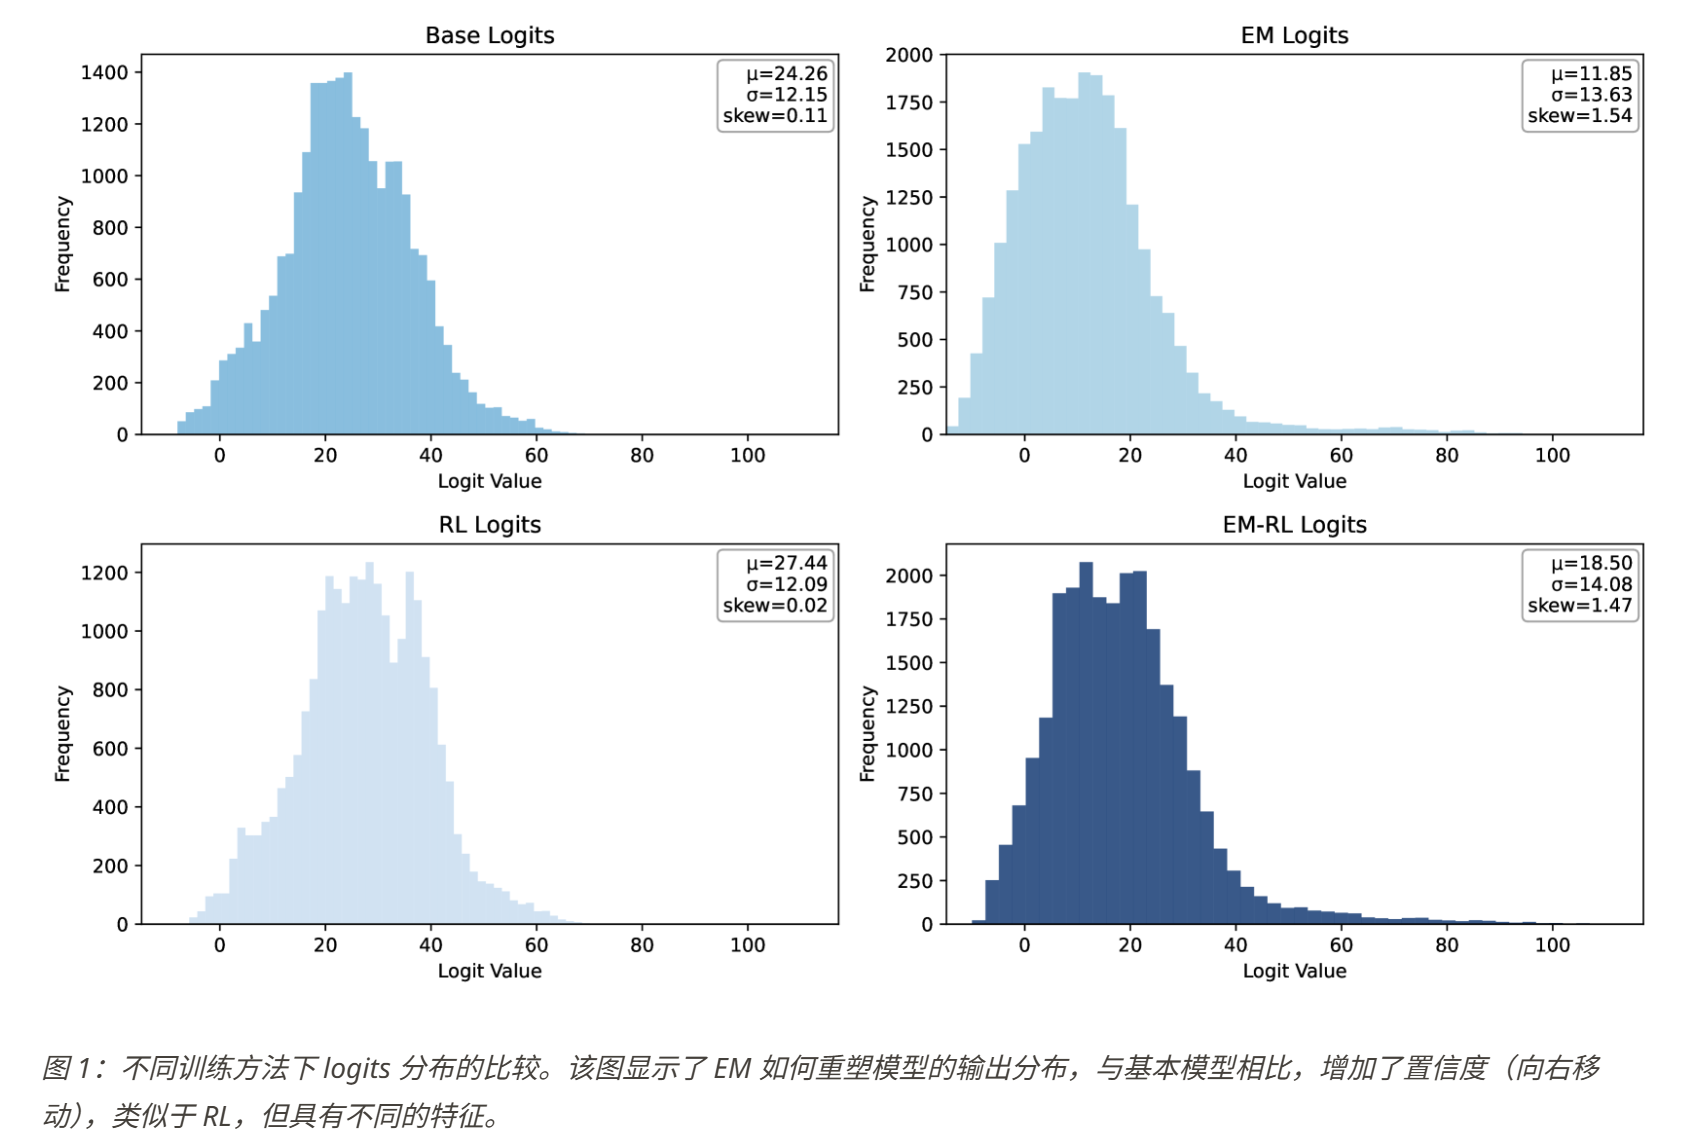 Base Logits
1400
1200
1000
800
600
400
200
0
Frequency
μ=24.26
σ=12.15
skew=0.11
0 20 40 60 80 100
Logit Value
EM Logits
2000
1750
1500
1250
1000
750
500
250
0
Frequency
μ=11.85
σ=13.63
skew=1.54
0 20 40 60 80 100
Logit Value
RL Logits
1200
1000
800
600
400
200
0
Frequency
μ=27.44
σ=12.09
skew=0.02
0 20 40 60 80 100
Logit Value
EM-RL Logits
2000
1750
1500
1250
1000
750
500
250
0
Frequency
μ=18.50
σ=14.08
skew=1.47
0 20 40 60 80 100
Logit Value
图 1：不同训练方法下 logits 分布的比较。该图显示了 EM 如何重塑模型的输出分布，与基本模型相比，增加了置信度（向右移
动），类似于 RL，但具有不同的特征。